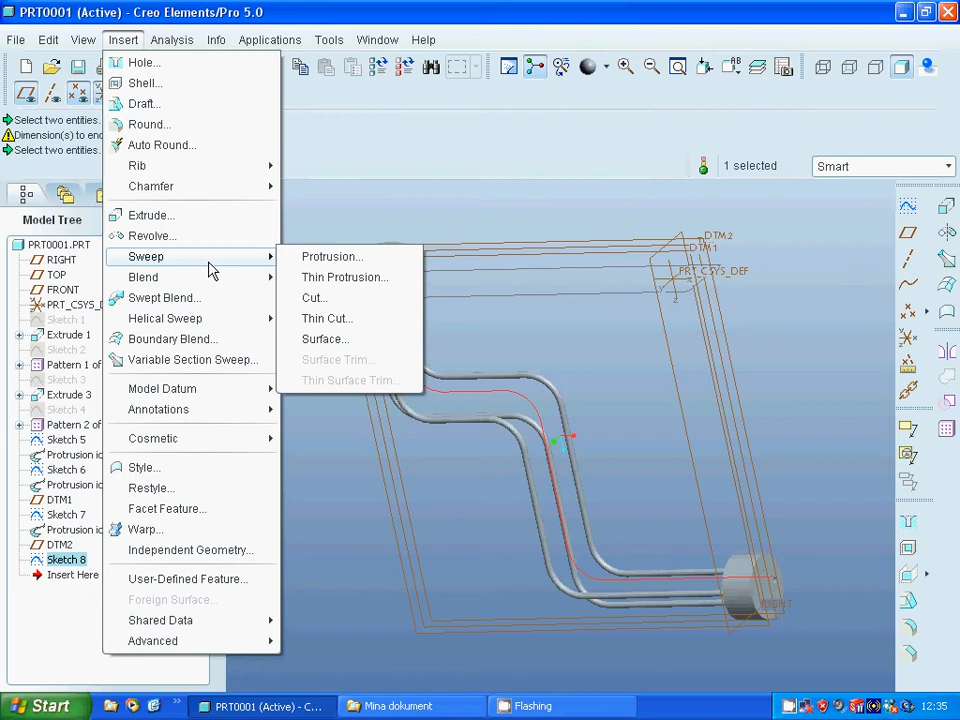 PRT0001 (Active) - Creo Elements/Pro 5.0
File Edit View Insert Analysis Info Applications Tools Window Help
Select two entities.
Dimension(s) to en
Select two entities.
1 selected
Smart
Model Tree
PRT0001.PRT
RIGHT
TOP
FRONT
PRT_CSYS_D
Sketch 1
Extrude 1
Sketch 2
Pattern 1 of
Sketch 3
Extrude 3
Sketch 4
Pattern 2 of
Sketch 5
Protrusion id
Sketch 6
Protrusion id
DTM1
Sketch 7
Protrusion id
DTM2
Sketch 8
Insert Here
Hole...
Shell...
Draft...
Round...
Auto Round...
Rib
Chamfer
Extrude...
Revolve...
Sweep
Blend
Swept Blend...
Helical Sweep
Boundary Blend...
Variable Section Sweep...
Model Datum
Annotations
Cosmetic
Style...
Restyle...
Facet Feature...
Warp...
Independent Geometry...
User-Defined Feature...
Foreign Surface...
Shared Data
Advanced
Protrusion...
Thin Protrusion...
Cut...
Thin Cut...
Surface...
Surface Trim...
Thin Surface Trim...
DTM2
DTM1
PRT_CSYS_DEF
Y
X
Z
RIGHT
Start
PRT0001 (Active) - C...
Mina dokument
Flashing
12:35